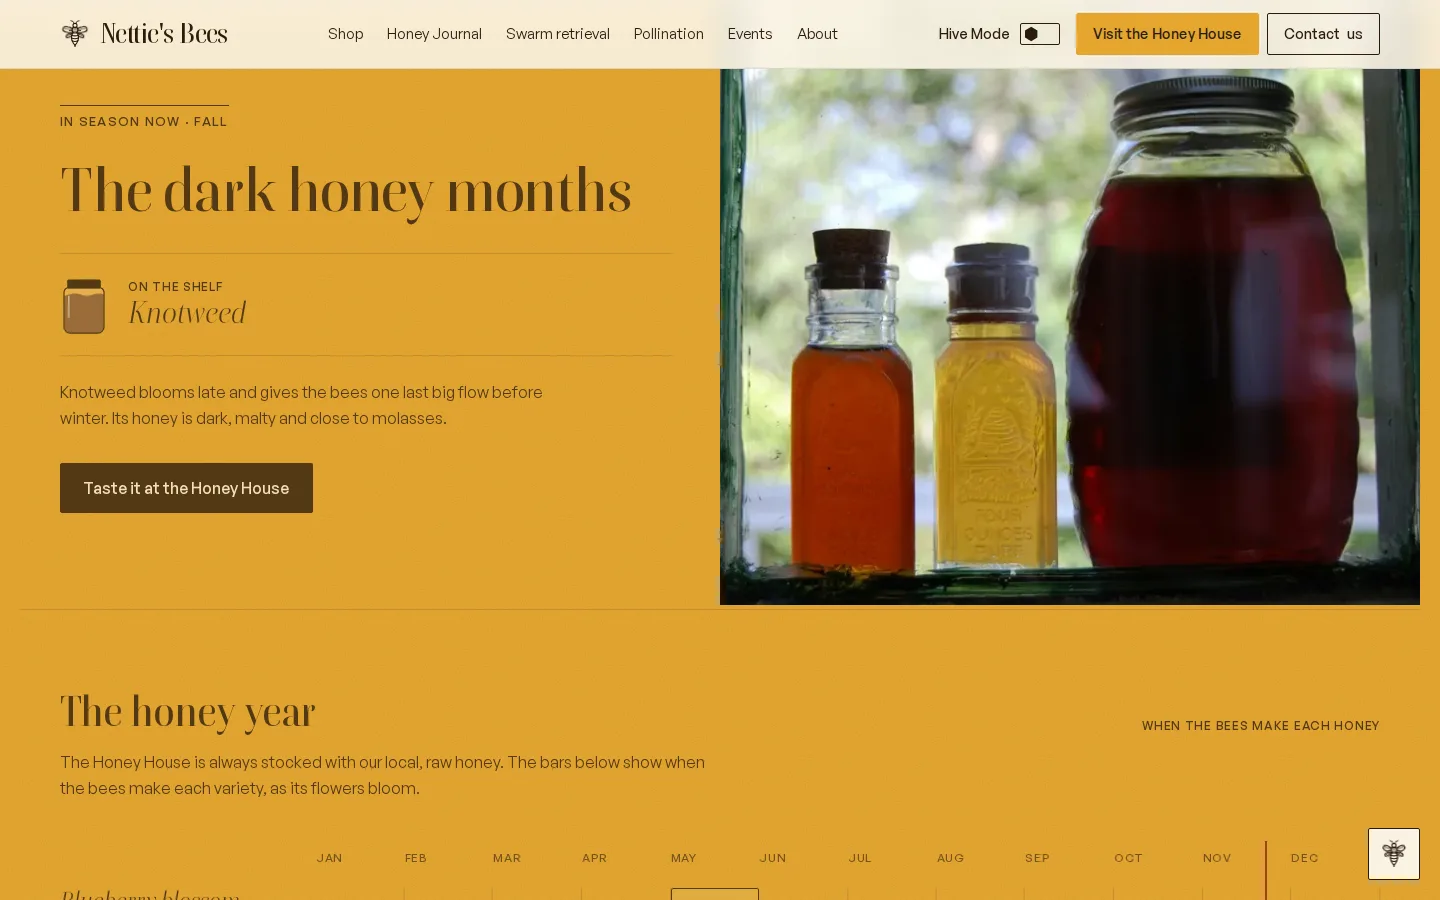 Nettie's Bees
Shop
Honey Journal
Swarm retrieval
Pollination
Events
About
Hive Mode
Visit the Honey House
Contact us
IN SEASON NOW · FALL
The dark honey months
ON THE SHELF
Knotweed
Knotweed blooms late and gives the bees one last big flow before
winter. Its honey is dark, malty and close to molasses.
Taste it at the Honey House
FOUR
OUNCES
PURE
The honey year
WHEN THE BEES MAKE EACH HONEY
The Honey House is always stocked with our local, raw honey. The bars below show when
the bees make each variety, as its flowers bloom.
JAN FEB MAR APR MAY JUN JUL AUG SEP OCT NOV DEC
Blueberry blossom